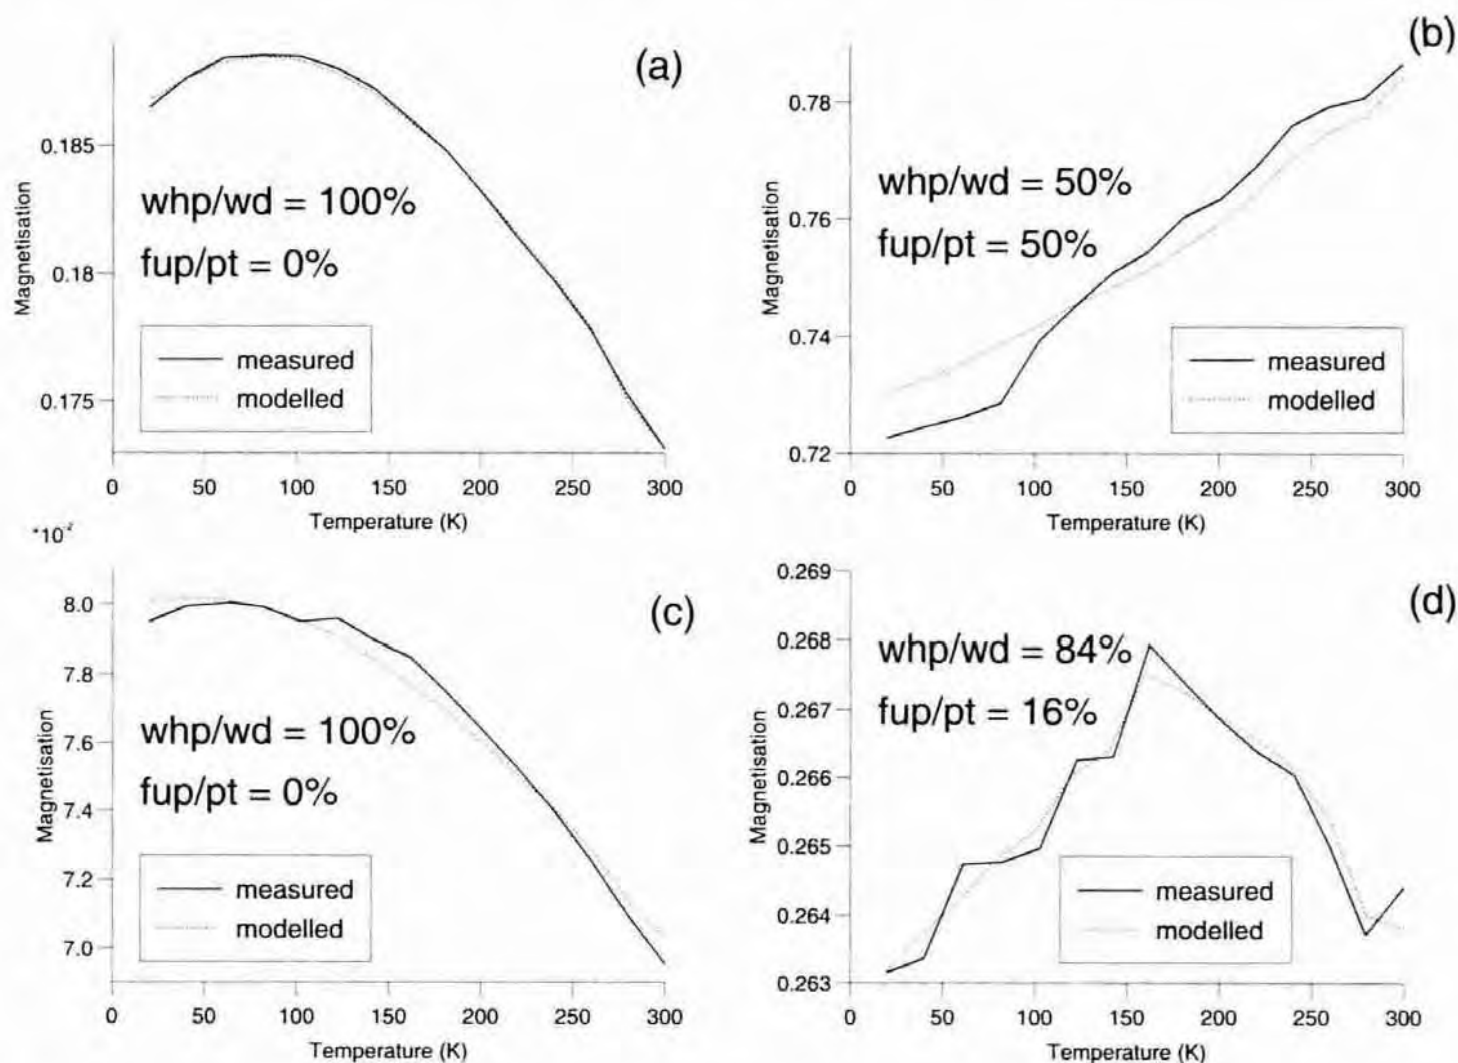 (a)
Magnetisation
0.185
0.18
0.175
whp/wd = 100%
fup/pt = 0%
measured
modelled
0 50 100 150 200 250 300
Temperature (K)
(b)
Magnetisation
0.78
0.76
0.74
0.72
whp/wd = 50%
fup/pt = 50%
measured
modelled
0 50 100 150 200 250 300
Temperature (K)
(c)
Magnetisation
8.0
7.8
7.6
7.4
7.2
7.0
whp/wd = 100%
fup/pt = 0%
measured
modelled
0 50 100 150 200 250 300
Temperature (K)
(d)
Magnetisation
0.269
0.268
0.267
0.266
0.265
0.264
0.263
whp/wd = 84%
fup/pt = 16%
measured
modelled
0 50 100 150 200 250 300
Temperature (K)